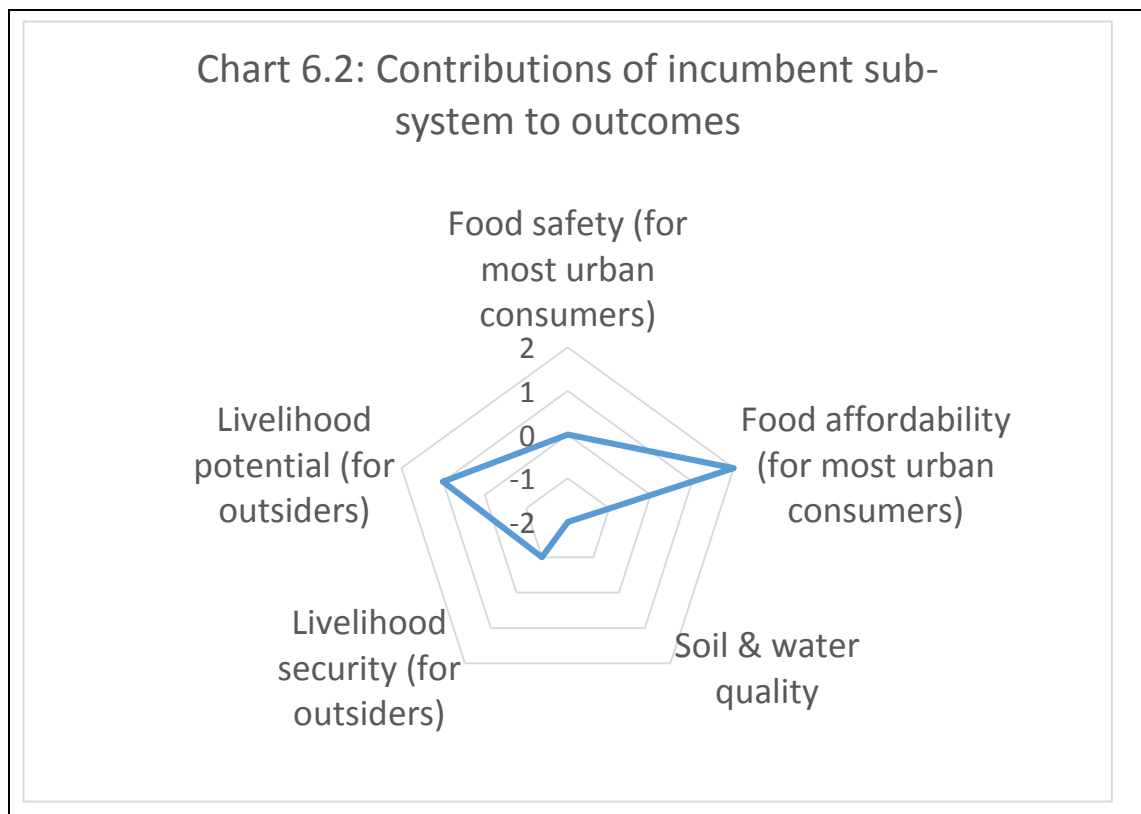 Chart 6.2: Contributions of incumbent sub-
system to outcomes
Food safety (for
most urban
consumers)
2
1
0
-1
-2
Food affordability
(for most urban
consumers)
Soil & water
quality
Livelihood
security (for
outsiders)
Livelihood
potential (for
outsiders)